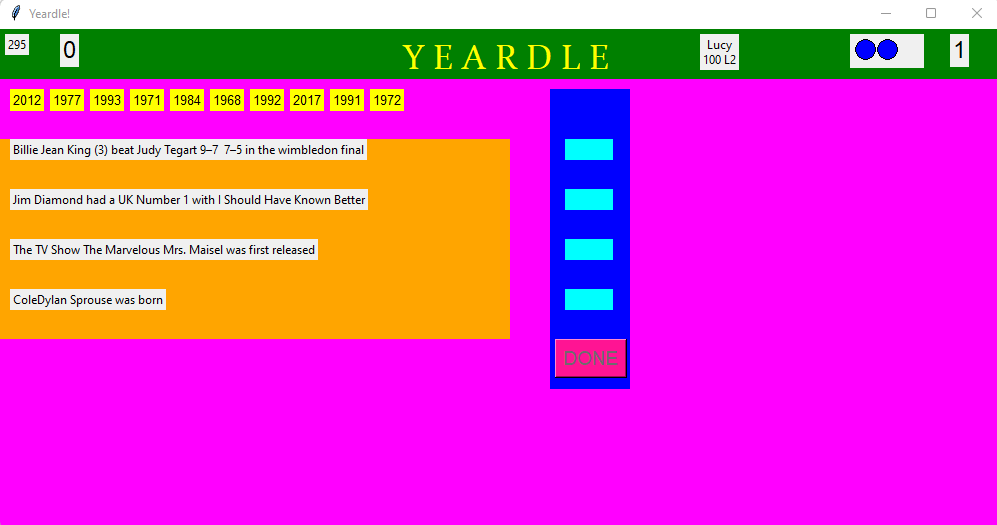 Yeardle!
295
0
YEARDLE
Lucy
100 L2
1
2012 1977 1993 1971 1984 1968 1992 2017 1991 1972
Billie Jean King (3) beat Judy Tegart 9–7 7–5 in the wimbledon final
Jim Diamond had a UK Number 1 with I Should Have Known Better
The TV Show The Marvelous Mrs. Maisel was first released
ColeDylan Sprouse was born
DONE